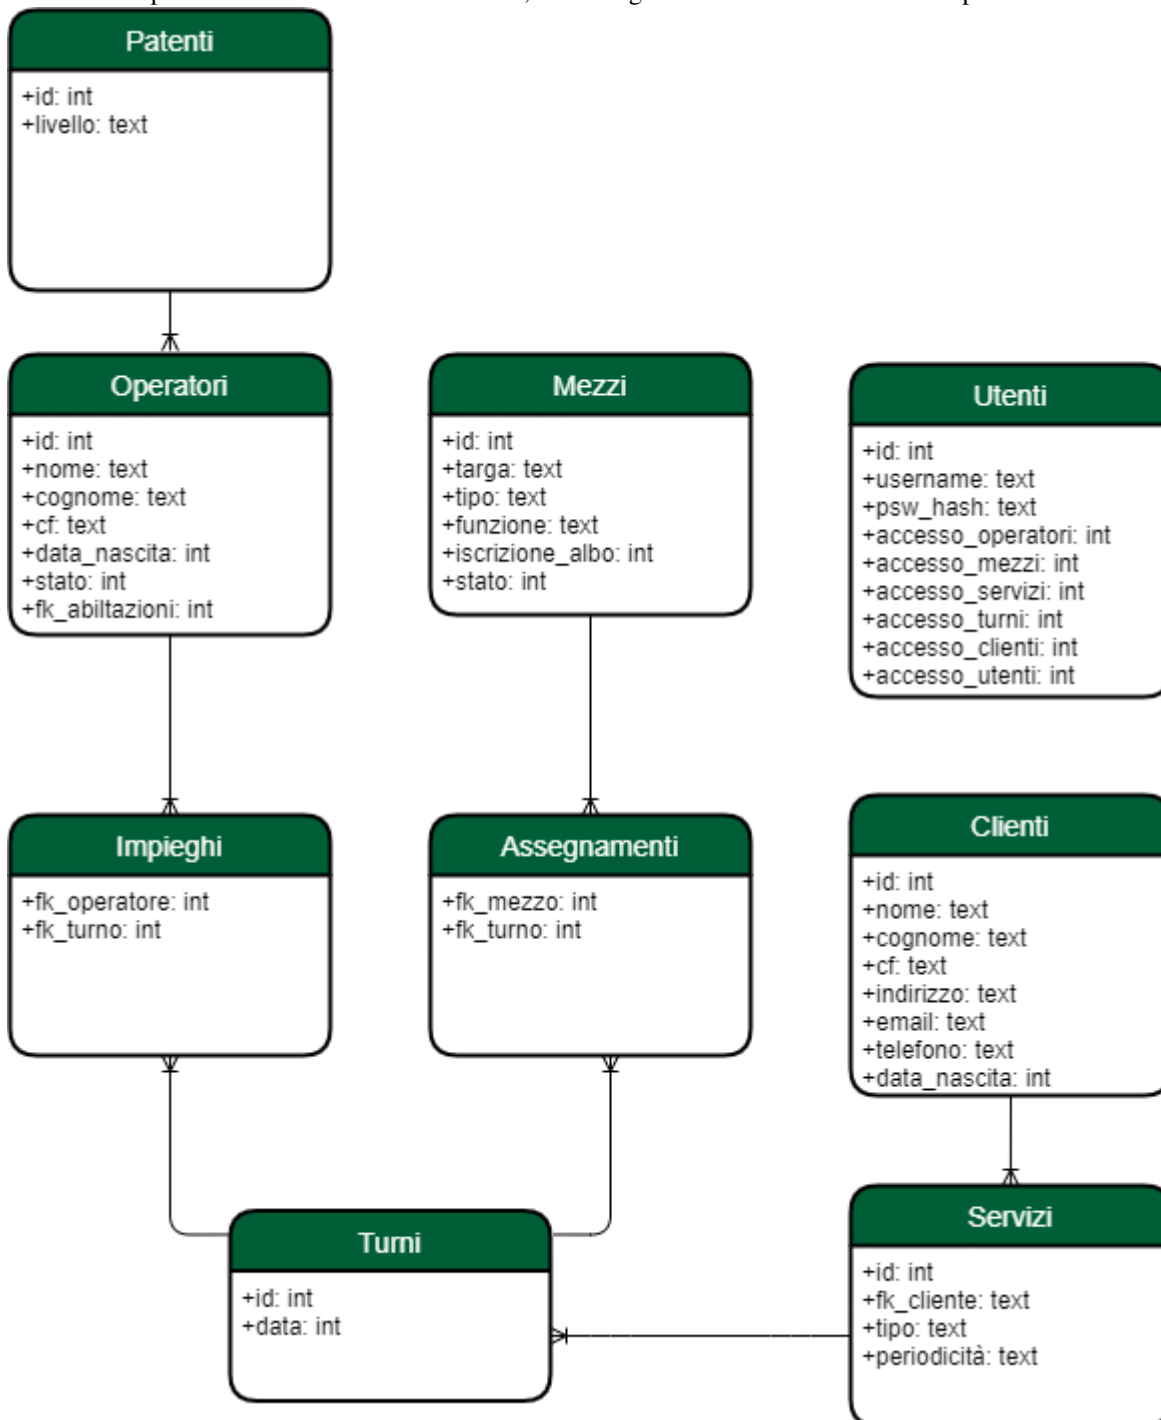 Patenti
+id: int
+livello: text
Operatori
+id: int
+nome: text
+cognome: text
+cf: text
+data_nascita: int
+stato: int
+fk_abiltazioni: int
Mezzi
+id: int
+targa: text
+tipo: text
+funzione: text
+iscrizione_albo: int
+stato: int
Utenti
+id: int
+username: text
+psw_hash: text
+accesso_operatori: int
+accesso_mezzi: int
+accesso_servizi: int
+accesso_turni: int
+accesso_clienti: int
+accesso_utenti: int
Impieghi
+fk_operatore: int
+fk_turno: int
Assegnamenti
+fk_mezzo: int
+fk_turno: int
Clienti
+id: int
+nome: text
+cognome: text
+cf: text
+indirizzo: text
+email: text
+telefono: text
+data_nascita: int
Turni
+id: int
+data: int
Servizi
+id: int
+fk_cliente: text
+tipo: text
+periodicità: text